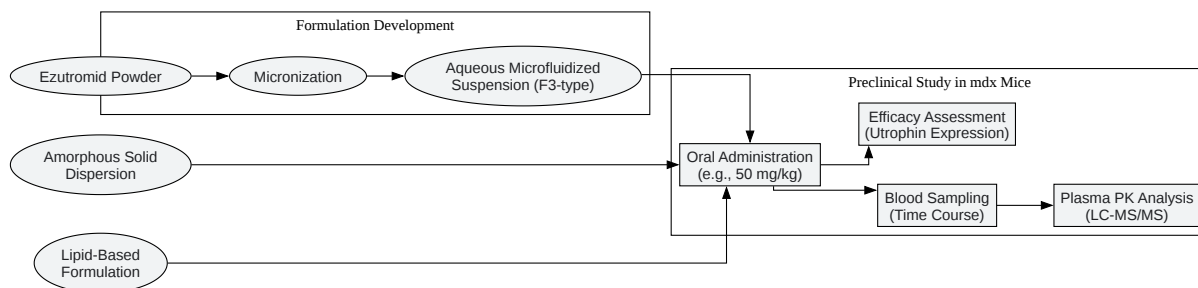 Formulation Development
Ezutromid Powder
Micronization
Aqueous Microfluidized
Suspension (F3-type)
Preclinical Study in mdx Mice
Efficacy Assessment
(Utrophin Expression)
Amorphous Solid
Dispersion
Oral Administration
(e.g., 50 mg/kg)
Blood Sampling
(Time Course)
Plasma PK Analysis
(LC-MS/MS)
Lipid-Based
Formulation